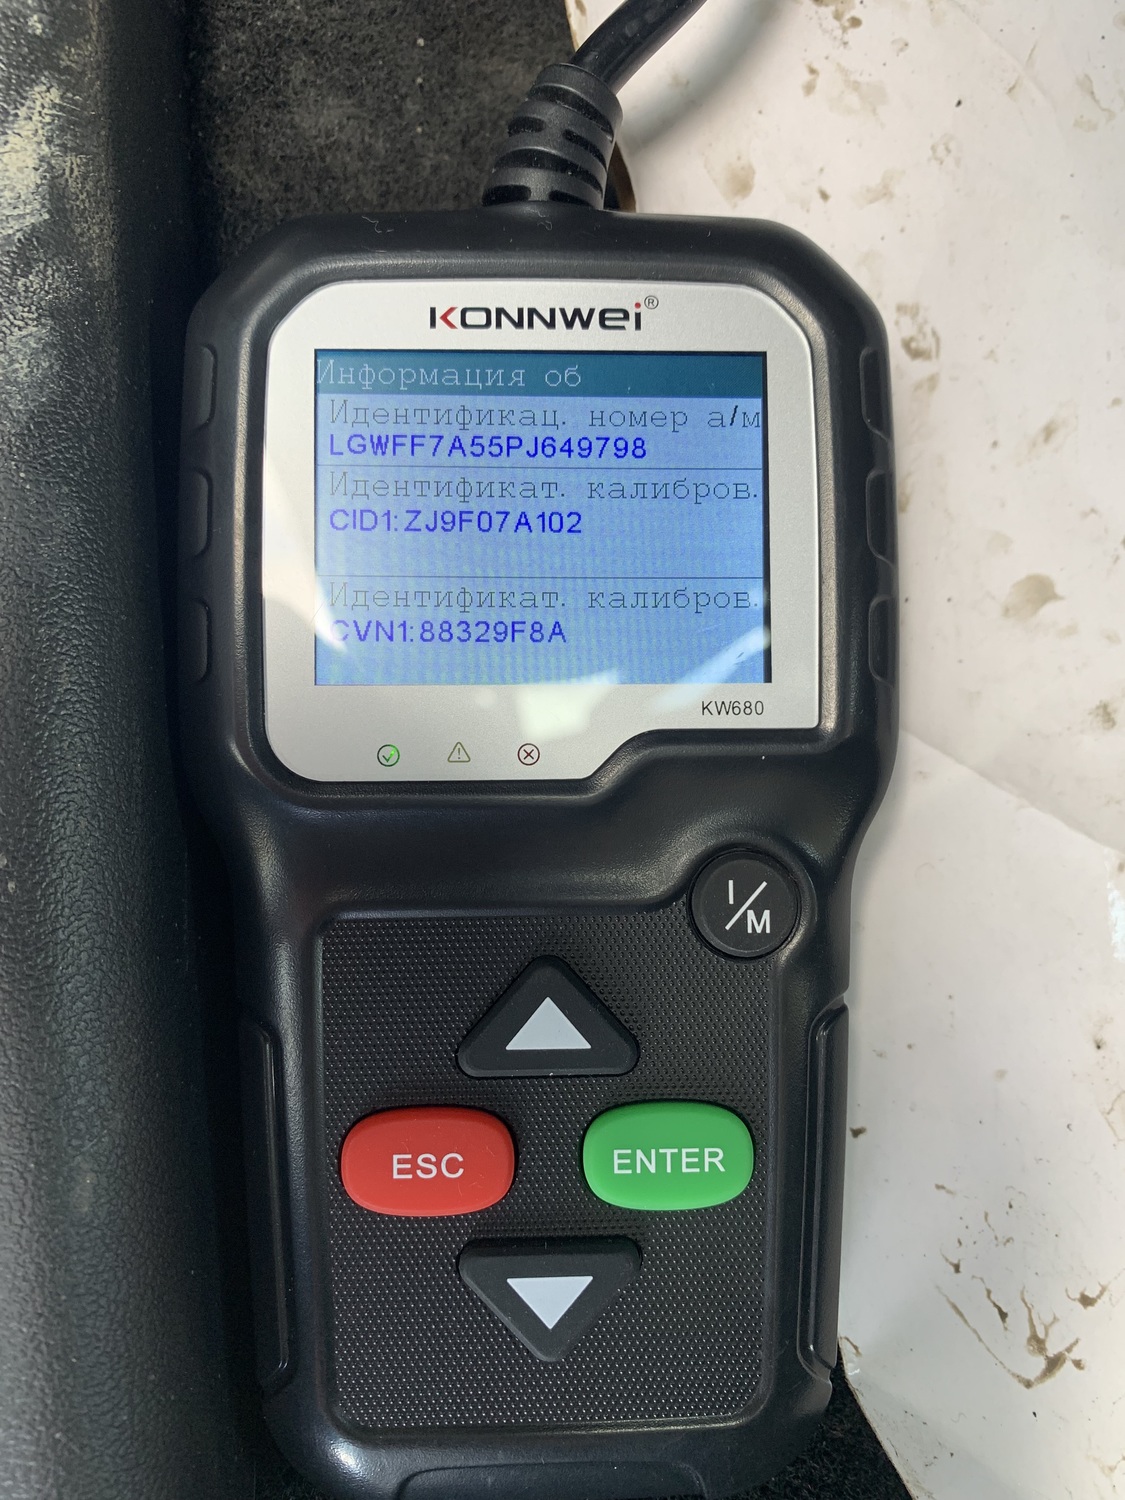 KONNWEI®
Информация об
Идентификац. номер а/м
LGWFF7A55PJ649798
Идентификат. калибров.
CID1:ZJ9F07A102
Идентификат. калибров.
CVN1:88329F8A
KW680
I/M
ESC
ENTER